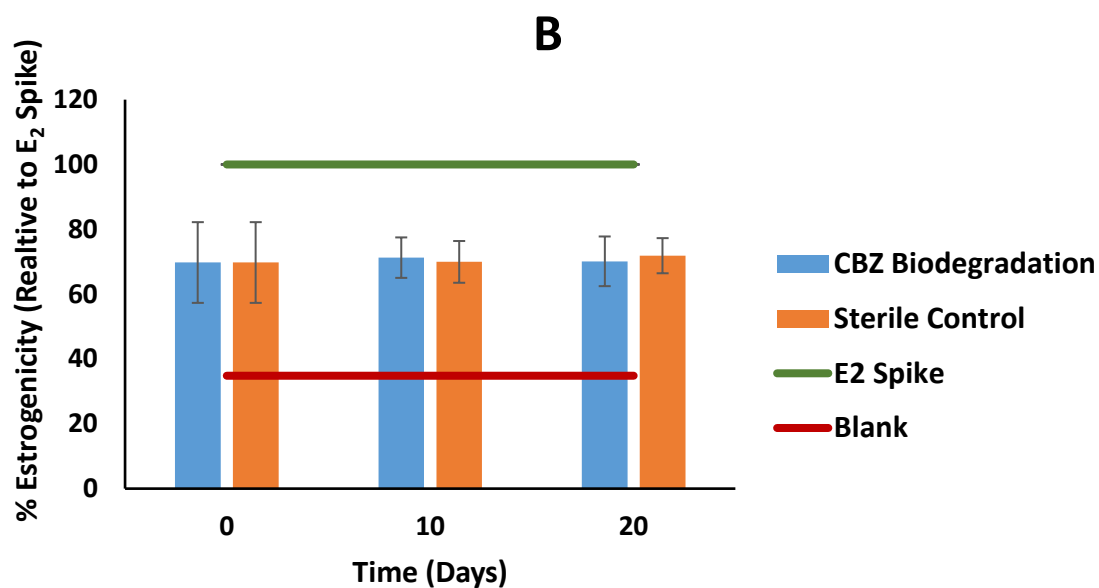 B
% Estrogenicity (Realtive to E₂ Spike)
120
100
80
60
40
20
0
0 10 20
Time (Days)
CBZ Biodegradation
Sterile Control
E2 Spike
Blank